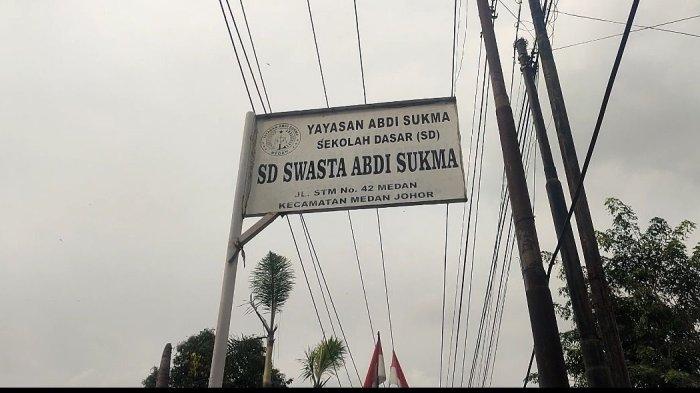 YAYASAN ABDI SUKMA
SEKOLAH DASAR (SD)
SD SWASTA ABDI SUKMA
JL. STM No. 42 MEDAN
KECAMATAN MEDAN JOHOR